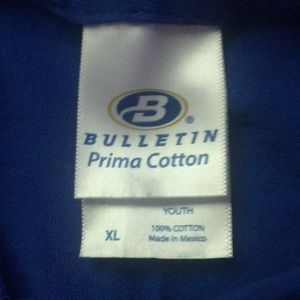 B ®
BULLETIN
Prima Cotton
YOUTH
XL
100% COTTON
Made in Mexico